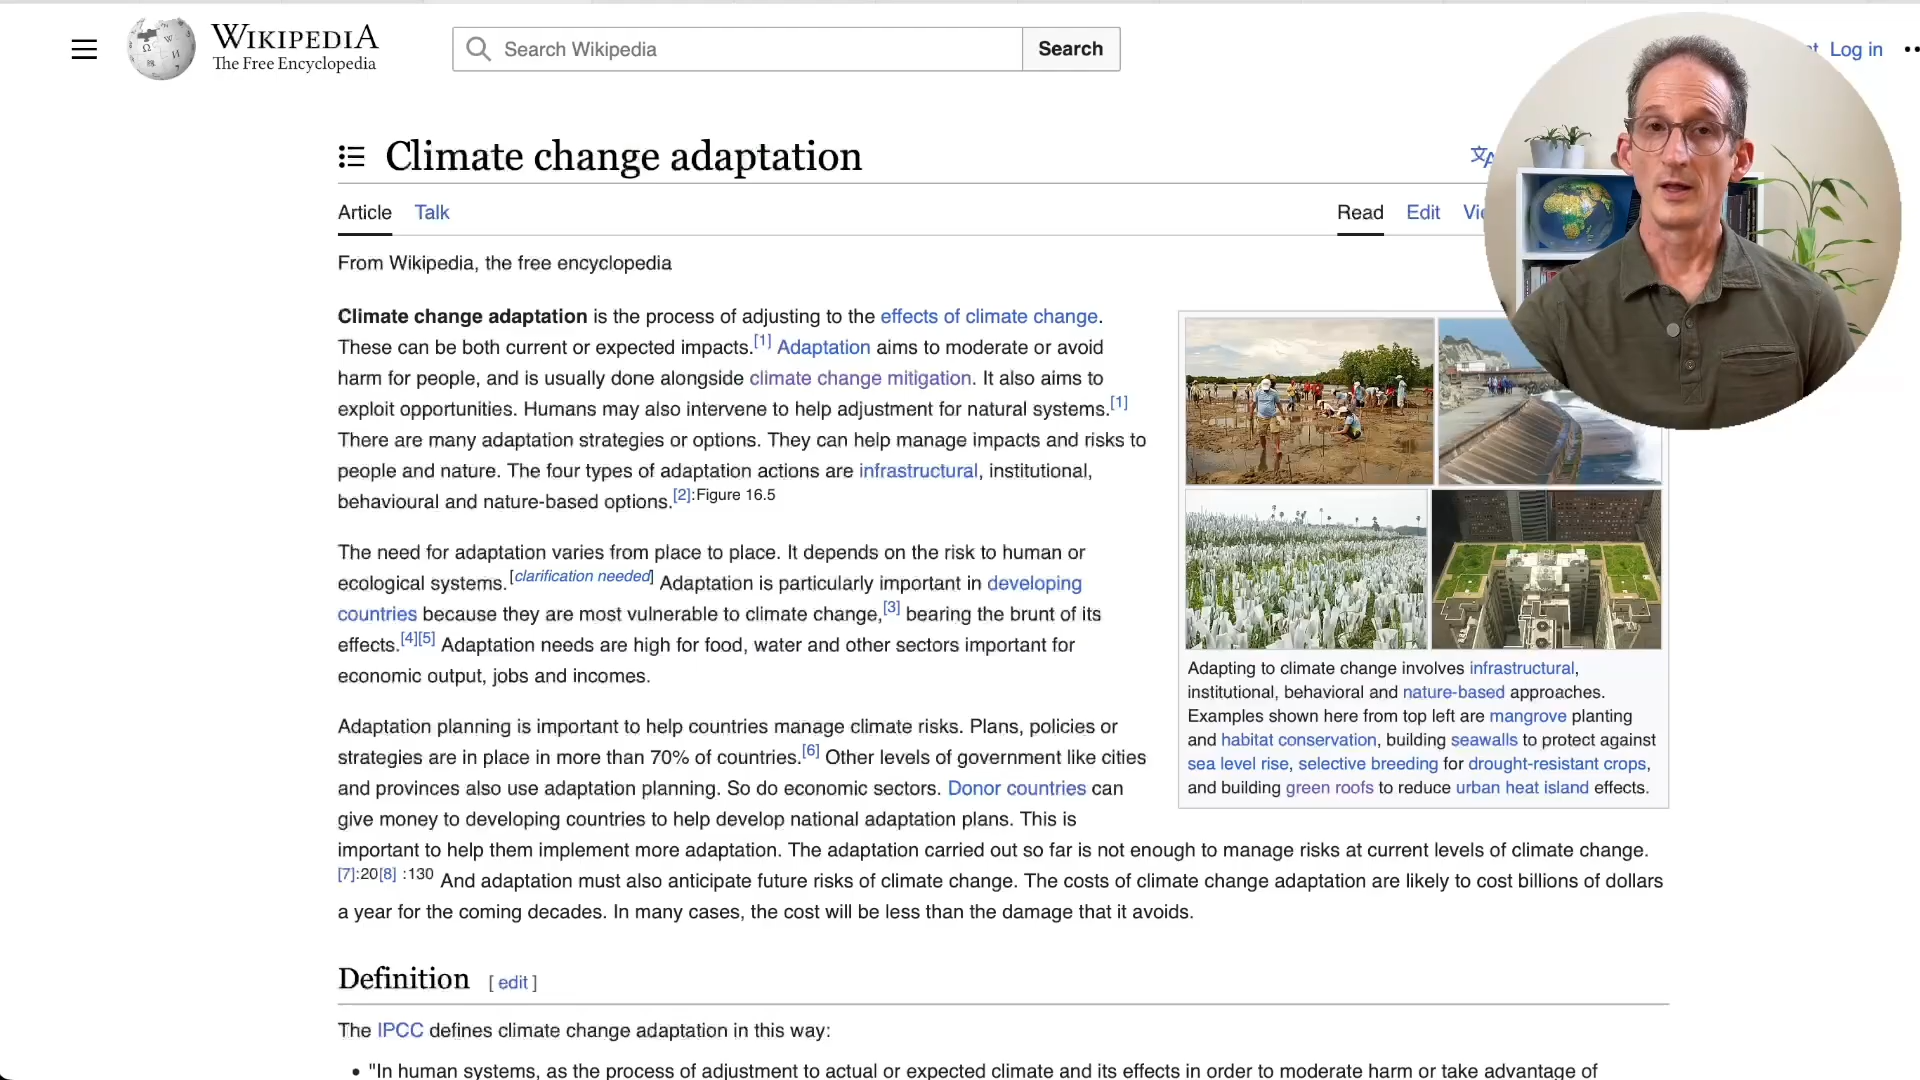 WIKIPEDIA
The Free Encyclopedia
Search Wikipedia
Search
Log in
Climate change adaptation
Article Talk
Read Edit
From Wikipedia, the free encyclopedia
Climate change adaptation is the process of adjusting to the effects of climate change.
These can be both current or expected impacts.[1] Adaptation aims to moderate or avoid
harm for people, and is usually done alongside climate change mitigation. It also aims to
exploit opportunities. Humans may also intervene to help adjustment for natural systems.[1]
There are many adaptation strategies or options. They can help manage impacts and risks to
people and nature. The four types of adaptation actions are infrastructural, institutional,
behavioural and nature-based options.[2]:Figure 16.5
The need for adaptation varies from place to place. It depends on the risk to human or
ecological systems.[clarification needed] Adaptation is particularly important in developing
countries because they are most vulnerable to climate change,[3] bearing the brunt of its
effects.[4][5] Adaptation needs are high for food, water and other sectors important for
economic output, jobs and incomes.
Adaptation planning is important to help countries manage climate risks. Plans, policies or
strategies are in place in more than 70% of countries.[6] Other levels of government like cities
and provinces also use adaptation planning. So do economic sectors. Donor countries can
give money to developing countries to help develop national adaptation plans. This is
important to help them implement more adaptation. The adaptation carried out so far is not enough to manage risks at current levels of climate change.
[7]:20[8] :130 And adaptation must also anticipate future risks of climate change. The costs of climate change adaptation are likely to cost billions of dollars
a year for the coming decades. In many cases, the cost will be less than the damage that it avoids.
Adapting to climate change involves infrastructural,
institutional, behavioral and nature-based approaches.
Examples shown here from top left are mangrove planting
and habitat conservation, building seawalls to protect against
sea level rise, selective breeding for drought-resistant crops,
and building green roofs to reduce urban heat island effects.
Definition [ edit ]
The IPCC defines climate change adaptation in this way:
• "In human systems, as the process of adjustment to actual or expected climate and its effects in order to moderate harm or take advantage of